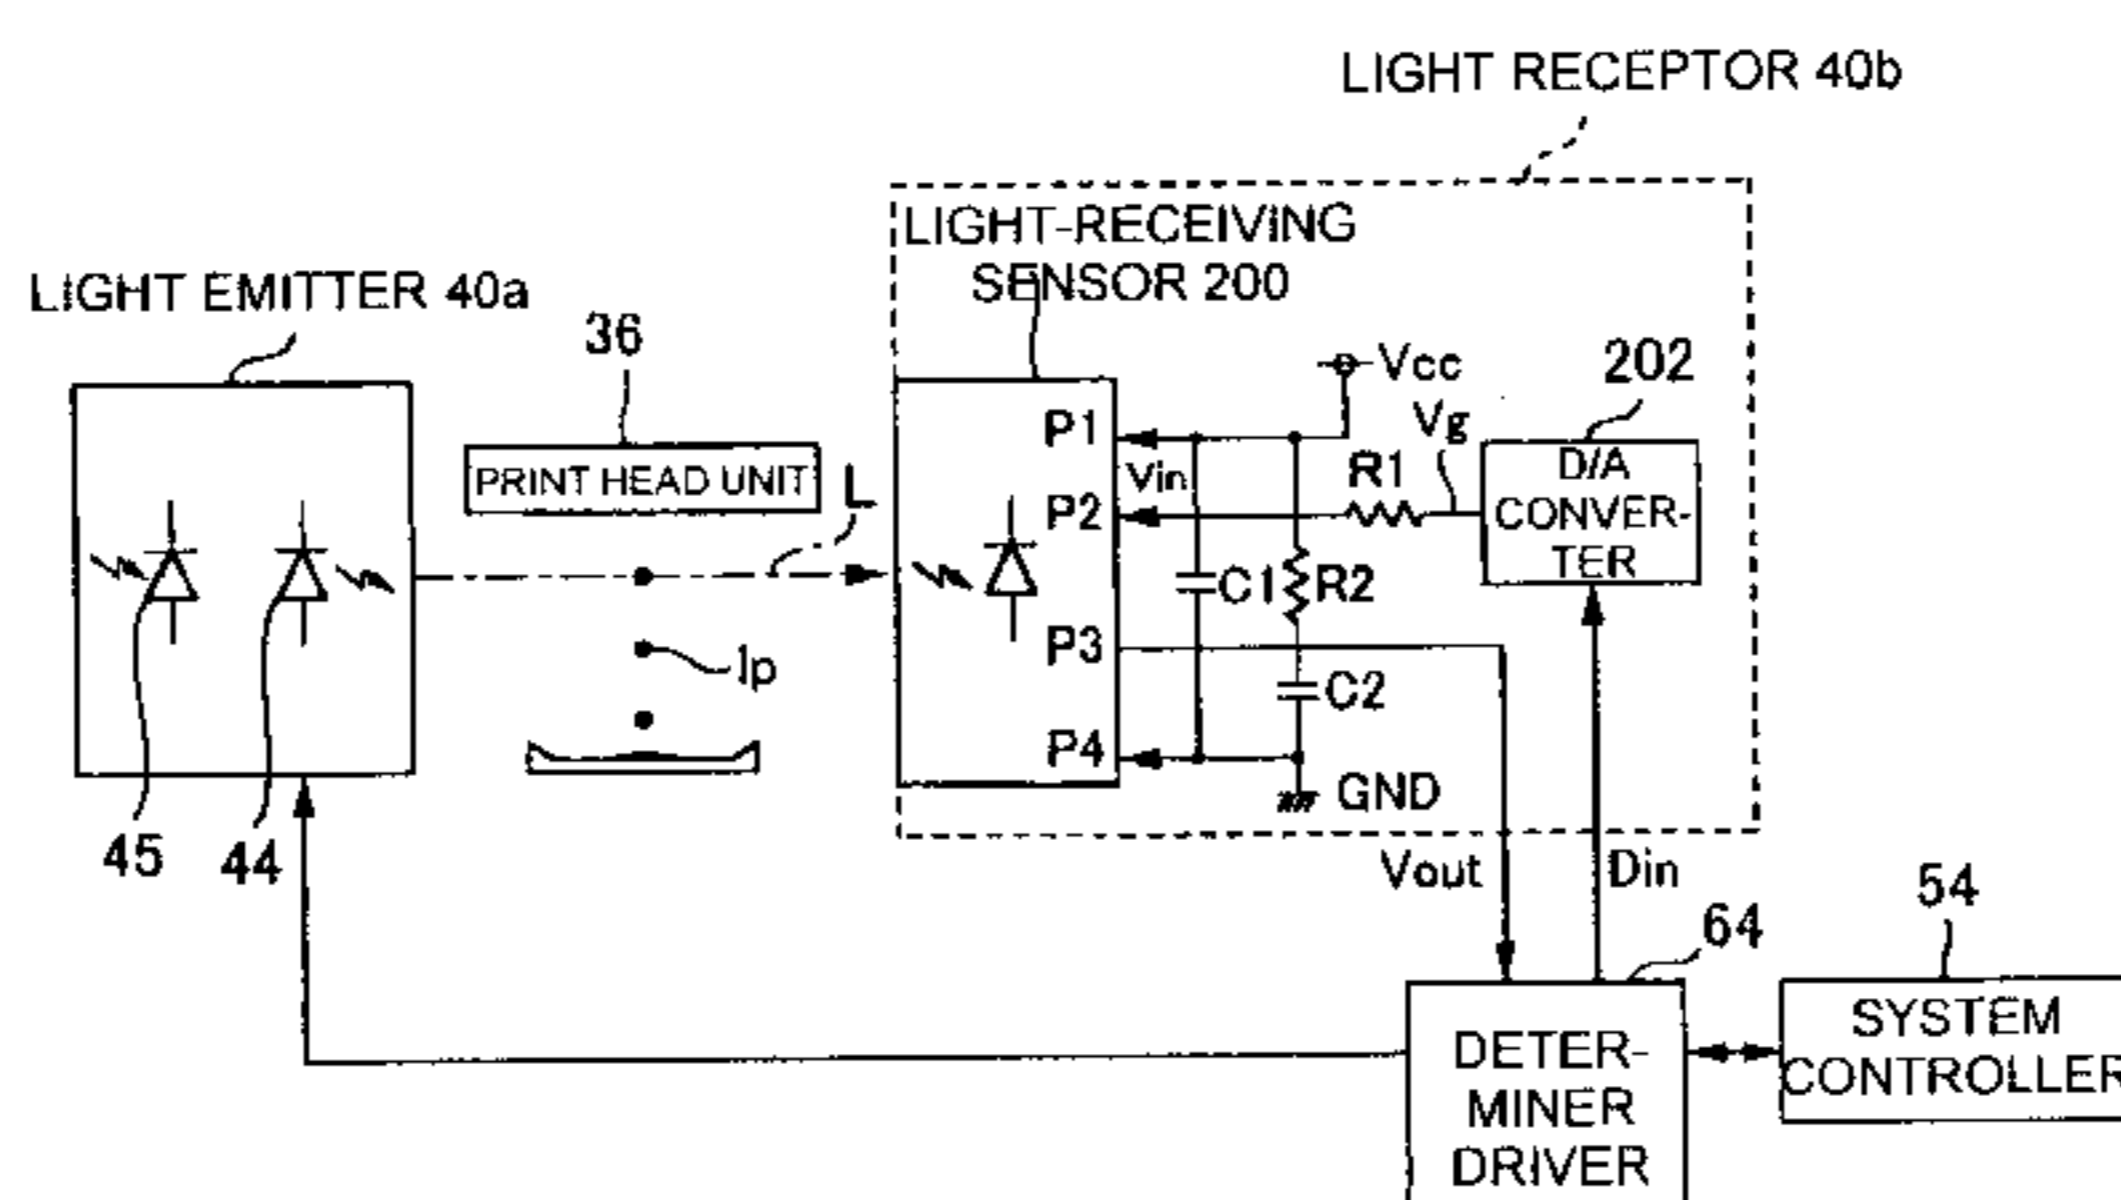 LIGHT RECEPTOR 40b
LIGHT-RECEIVING
SENSOR 200
LIGHT EMITTER 40a
36
PRINT HEAD UNIT
L
Ip
45
44
P1
P2
P3
P4
Vin
Vcc
Vg
R1
202
D/A
CONVER-
TER
C1
R2
C2
GND
Vout
Din
64
54
DETER-
MINER
DRIVER
SYSTEM
CONTROLLER